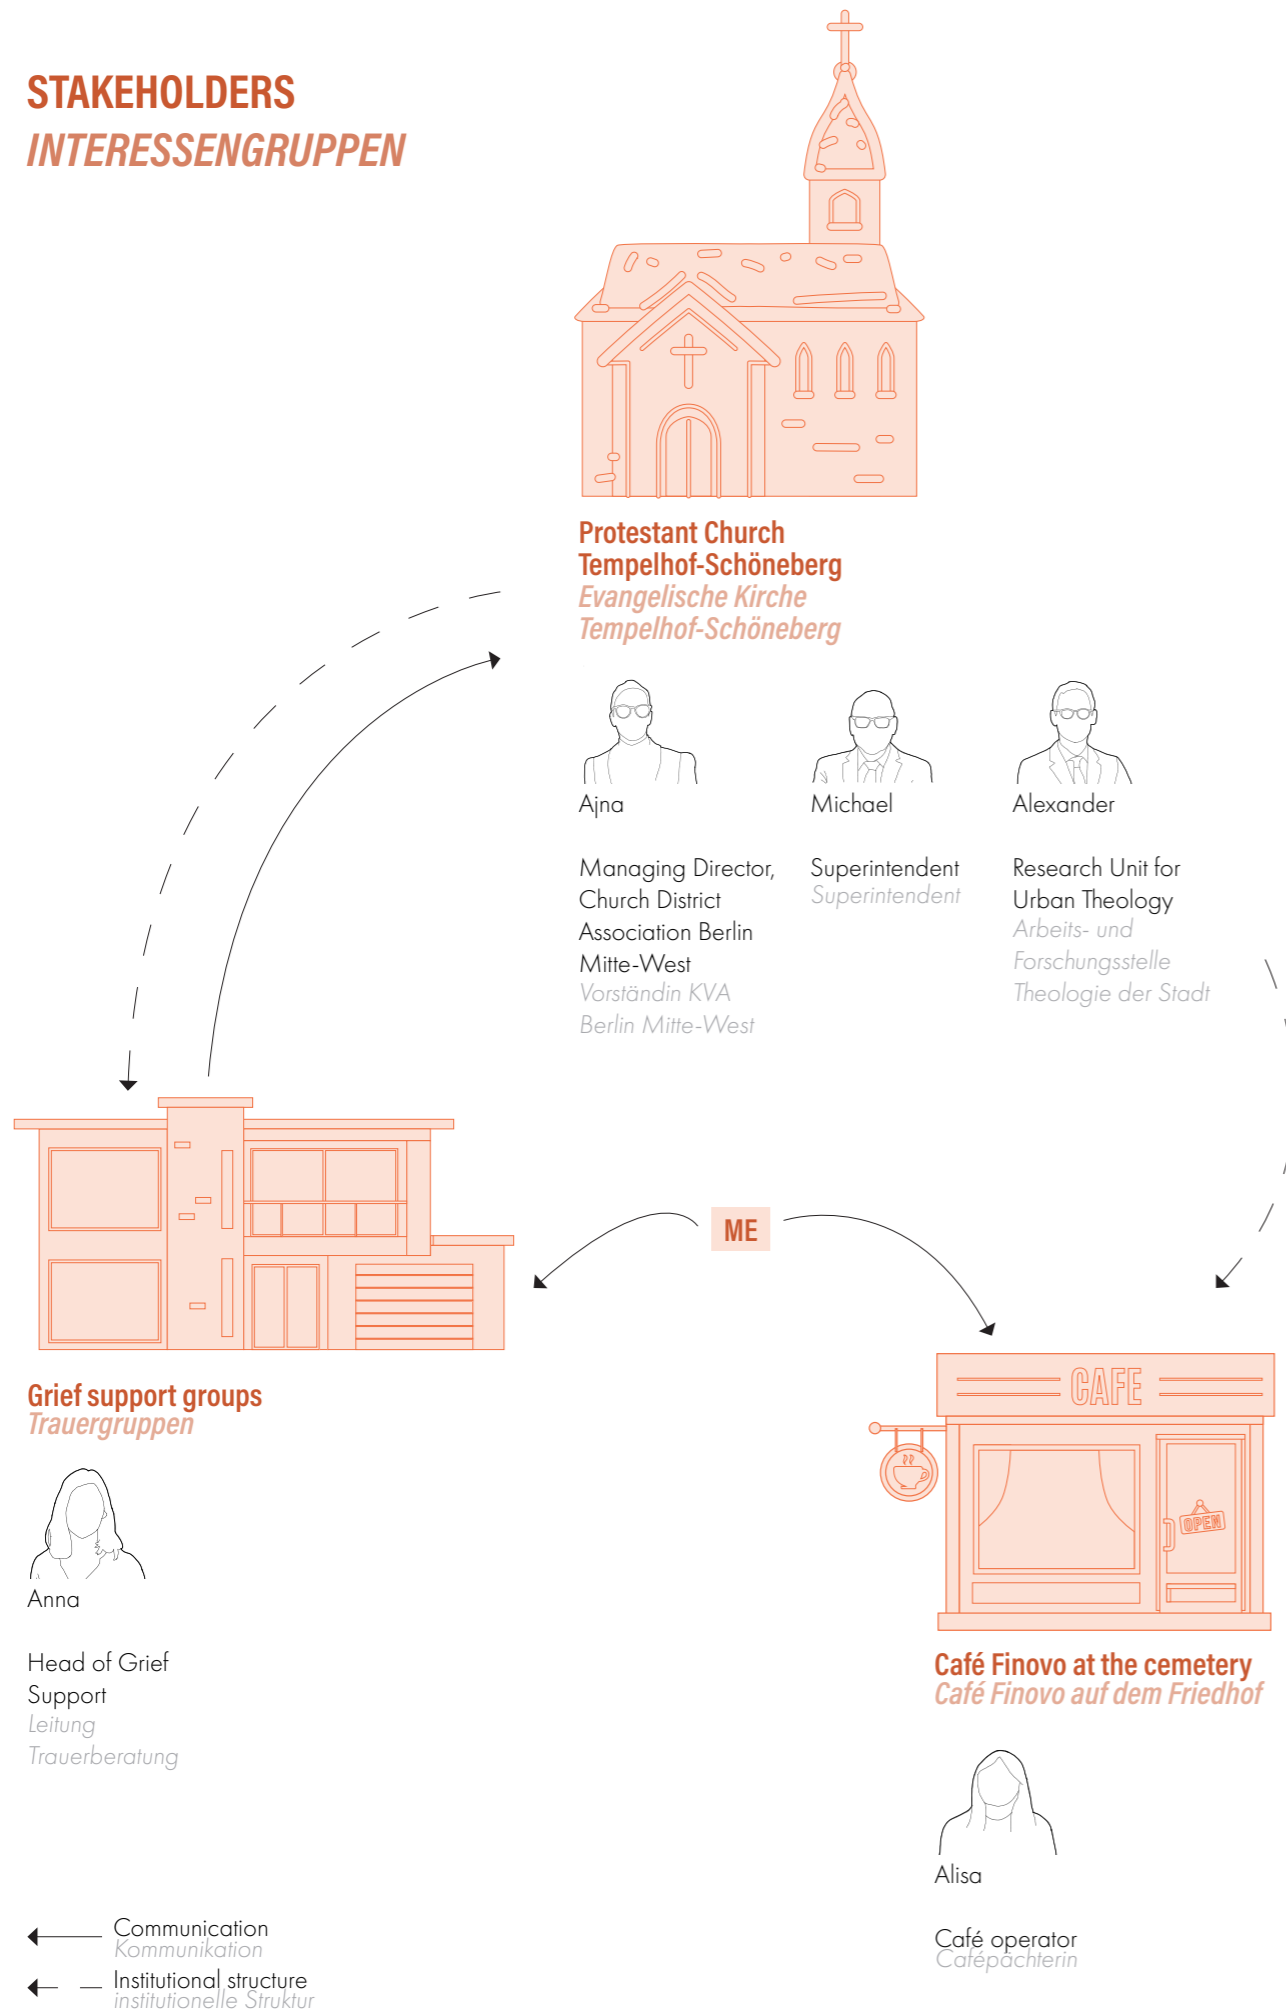 STAKEHOLDERS
INTERESSENGRUPPEN
Protestant Church
Tempelhof-Schöneberg
Evangelische Kirche
Tempelhof-Schöneberg
Ajna
Managing Director,
Church District
Association Berlin
Mitte-West
Vorständin KVA
Berlin Mitte-West
Michael
Superintendent
Superintendent
Alexander
Research Unit for
Urban Theology
Arbeits- und
Forschungsstelle
Theologie der Stadt
ME
Grief support groups
Trauergruppen
Anna
Head of Grief
Support
Leitung
Trauerberatung
CAFE
OPEN
Café Finovo at the cemetery
Café Finovo auf dem Friedhof
Alisa
Café operator
Cafépächterin
Communication
Kommunikation
Institutional structure
institutionelle Struktur